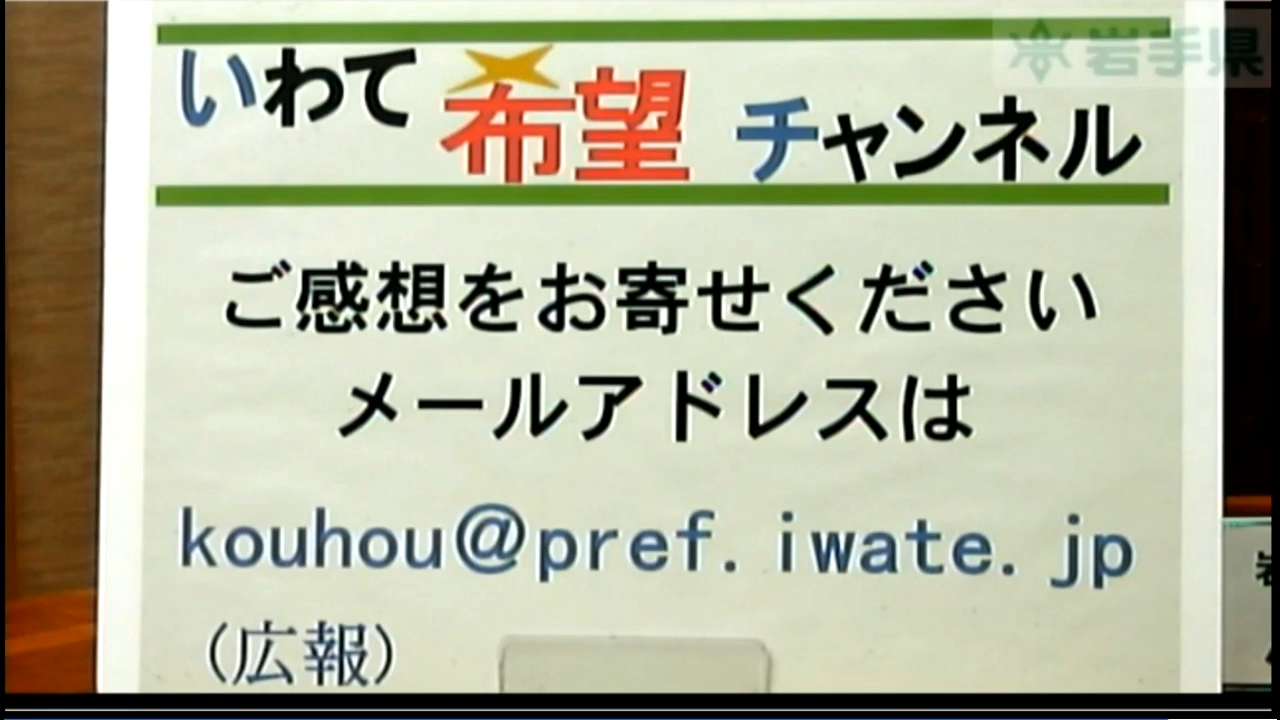 岩手県
いわて希望チャンネル
ご感想をお寄せください
メールアドレスは
kouhou@pref.iwate.jp
（広報）